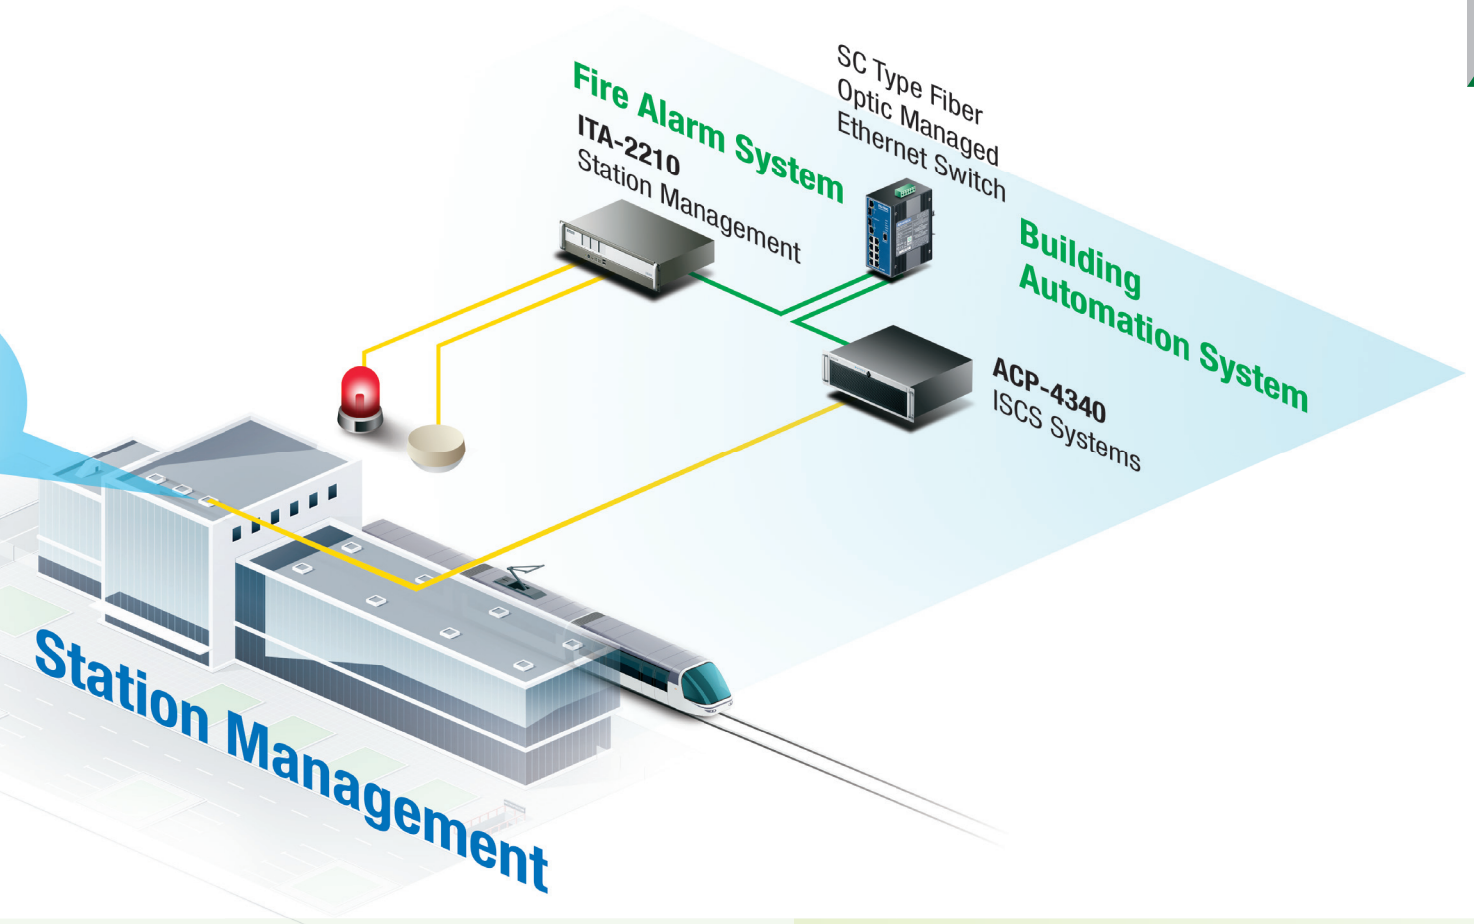 SC Type Fiber
Optic Managed
Ethernet Switch
Fire Alarm System
ITA-2210
Station Management
Building
Automation System
ACP-4340
ISCS Systems
Station Management